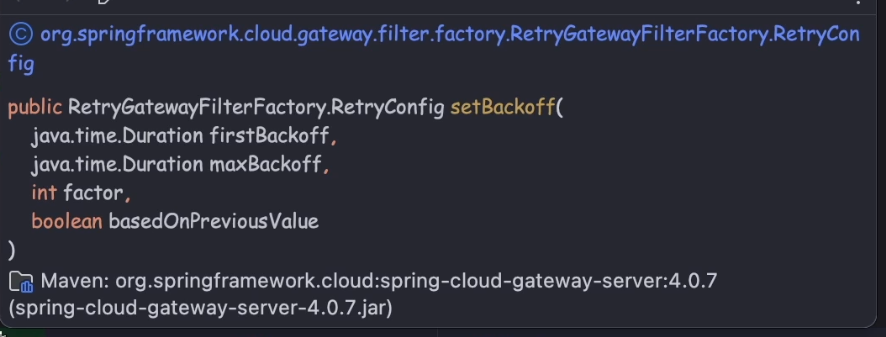 org.springframework.cloud.gateway.filter.factory.RetryGatewayFilterFactory.RetryCon
fig
public RetryGatewayFilterFactory.RetryConfig setBackoff(
java.time.Duration firstBackoff,
java.time.Duration maxBackoff,
int factor,
boolean basedOnPreviousValue
)
Maven: org.springframework.cloud:spring-cloud-gateway-server:4.0.7
(spring-cloud-gateway-server-4.0.7.jar)